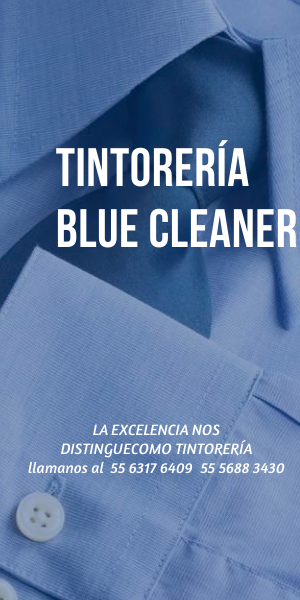 TINTORERÍA
BLUE CLEANER
LA EXCELENCIA NOS
DISTINGUECOMO TINTORERÍA
llamanos al 55 6317 6409 55 5688 3430